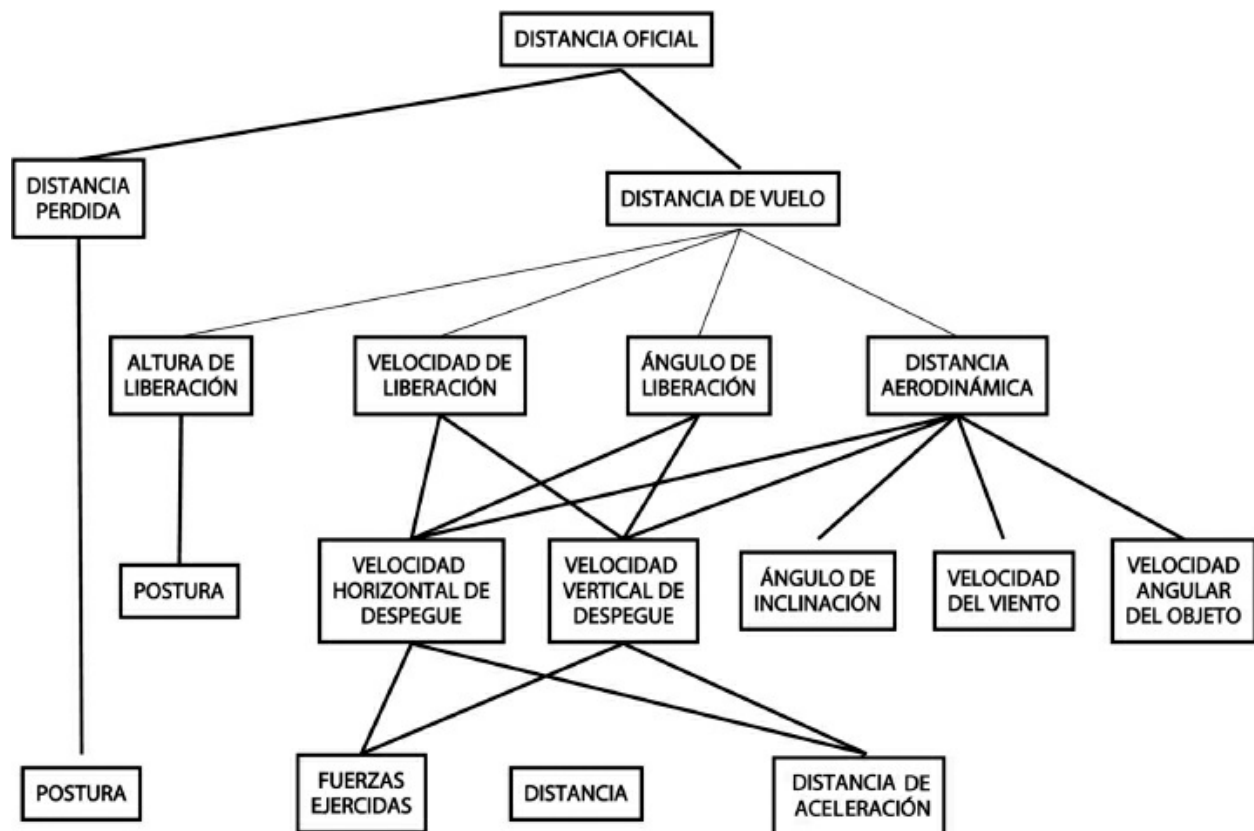 DISTANCIA OFICIAL
DISTANCIA
PERDIDA
DISTANCIA DE VUELO
ALTURA DE
LIBERACIÓN
VELOCIDAD DE
LIBERACIÓN
ÁNGULO DE
LIBERACIÓN
DISTANCIA
AERODINÁMICA
POSTURA
VELOCIDAD
HORIZONTAL DE
DESPEGUE
VELOCIDAD
VERTICAL DE
DESPEGUE
ÁNGULO DE
INCLINACIÓN
VELOCIDAD
DEL VIENTO
VELOCIDAD
ANGULAR
DEL OBJETO
POSTURA
FUERZAS
EJERCIDAS
DISTANCIA
DISTANCIA DE
ACELERACIÓN